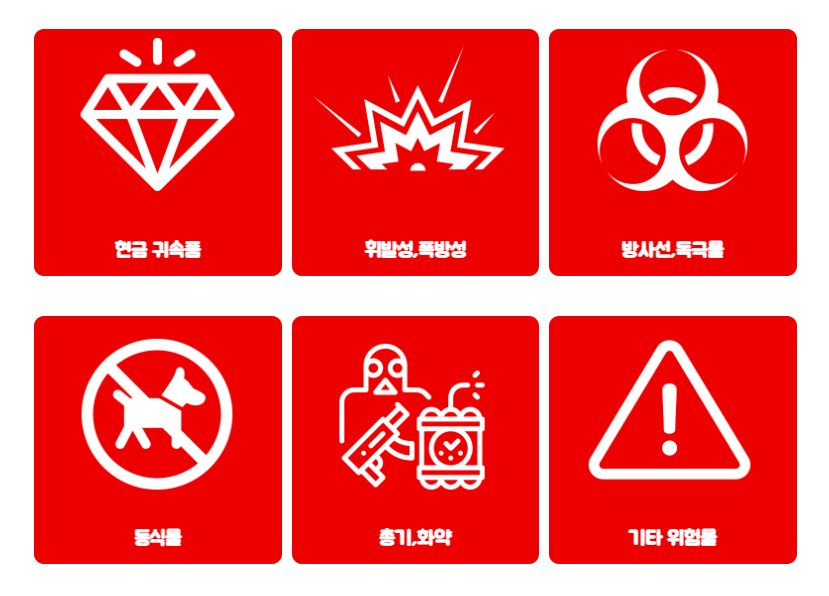 현금 귀속품
휘발성,폭방성
방사선,독극물
동식물
총기,화약
기타 위험물